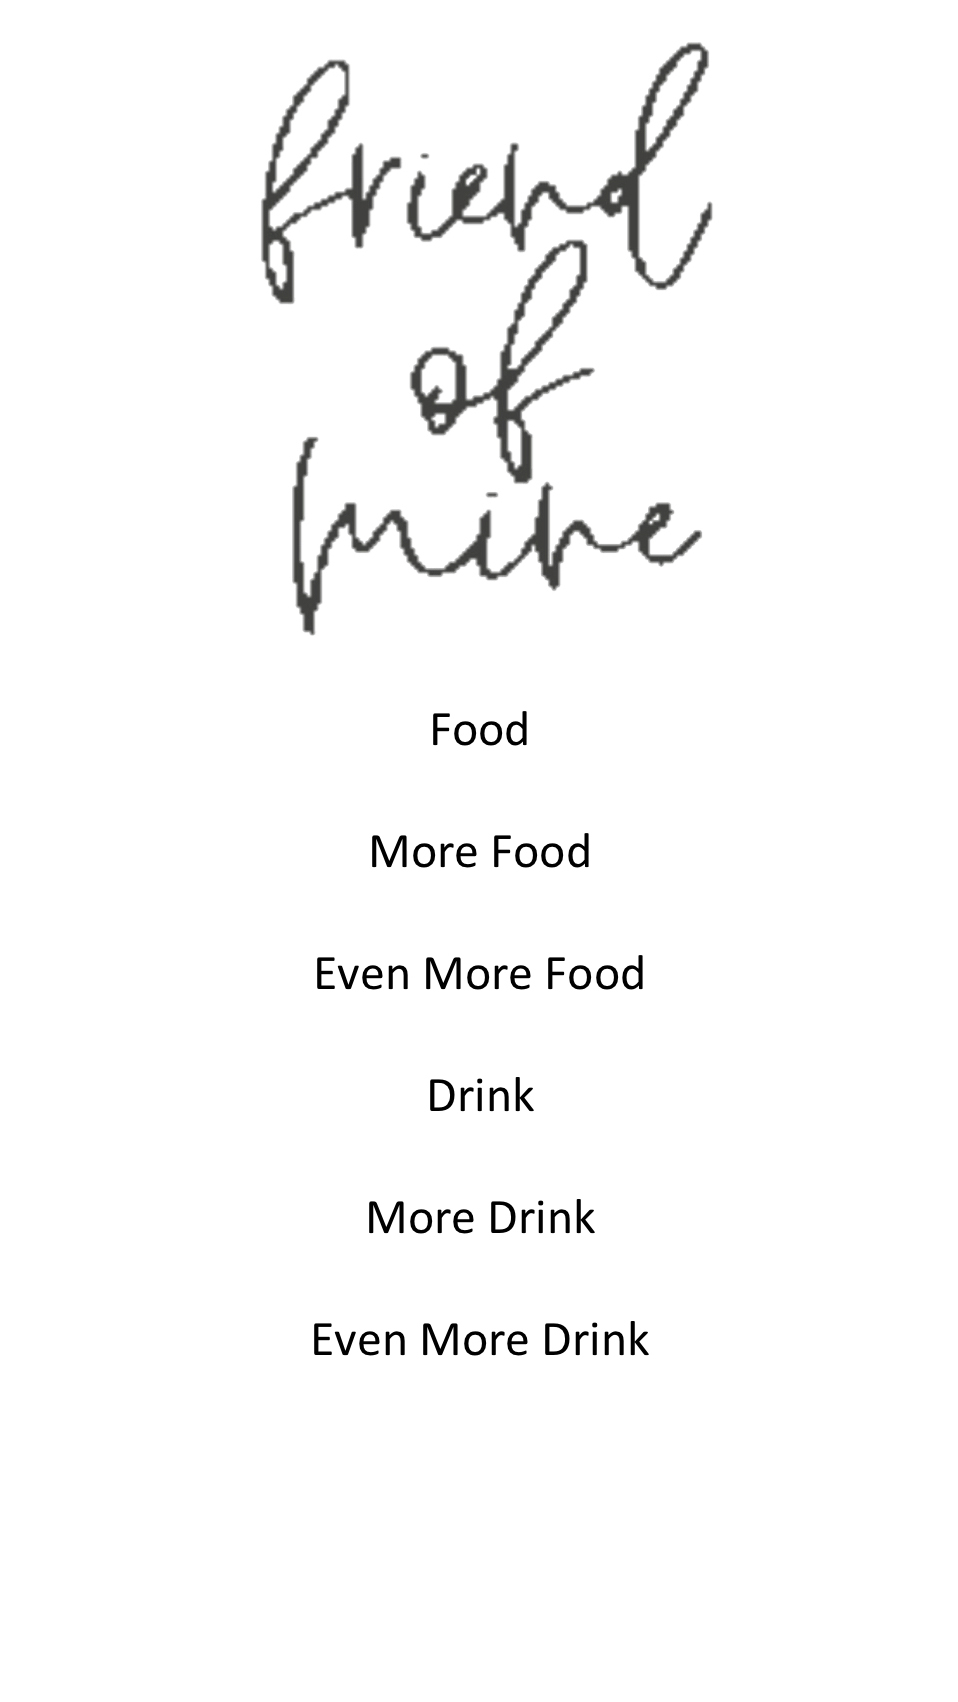 friend
of
mine
Food
More Food
Even More Food
Drink
More Drink
Even More Drink